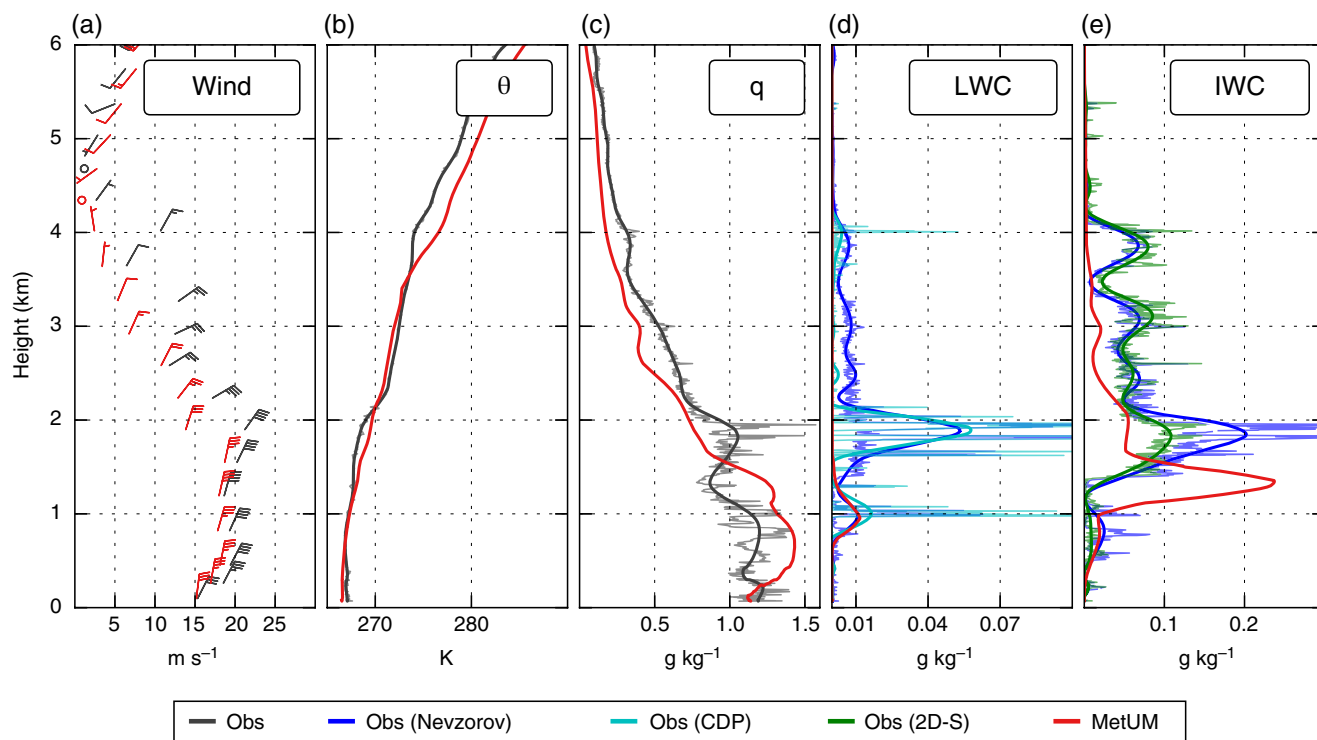 (a) (b) (c) (d) (e)
Wind θ q LWC IWC
6
5
4
3
2
1
0
Height (km)
5 10 15 20 25 270 280 0.5 1.0 1.5 0.01 0.04 0.07 0.1 0.2
m s⁻¹ K g kg⁻¹ g kg⁻¹ g kg⁻¹
Obs Obs (Nevzorov) Obs (CDP) Obs (2D-S) MetUM